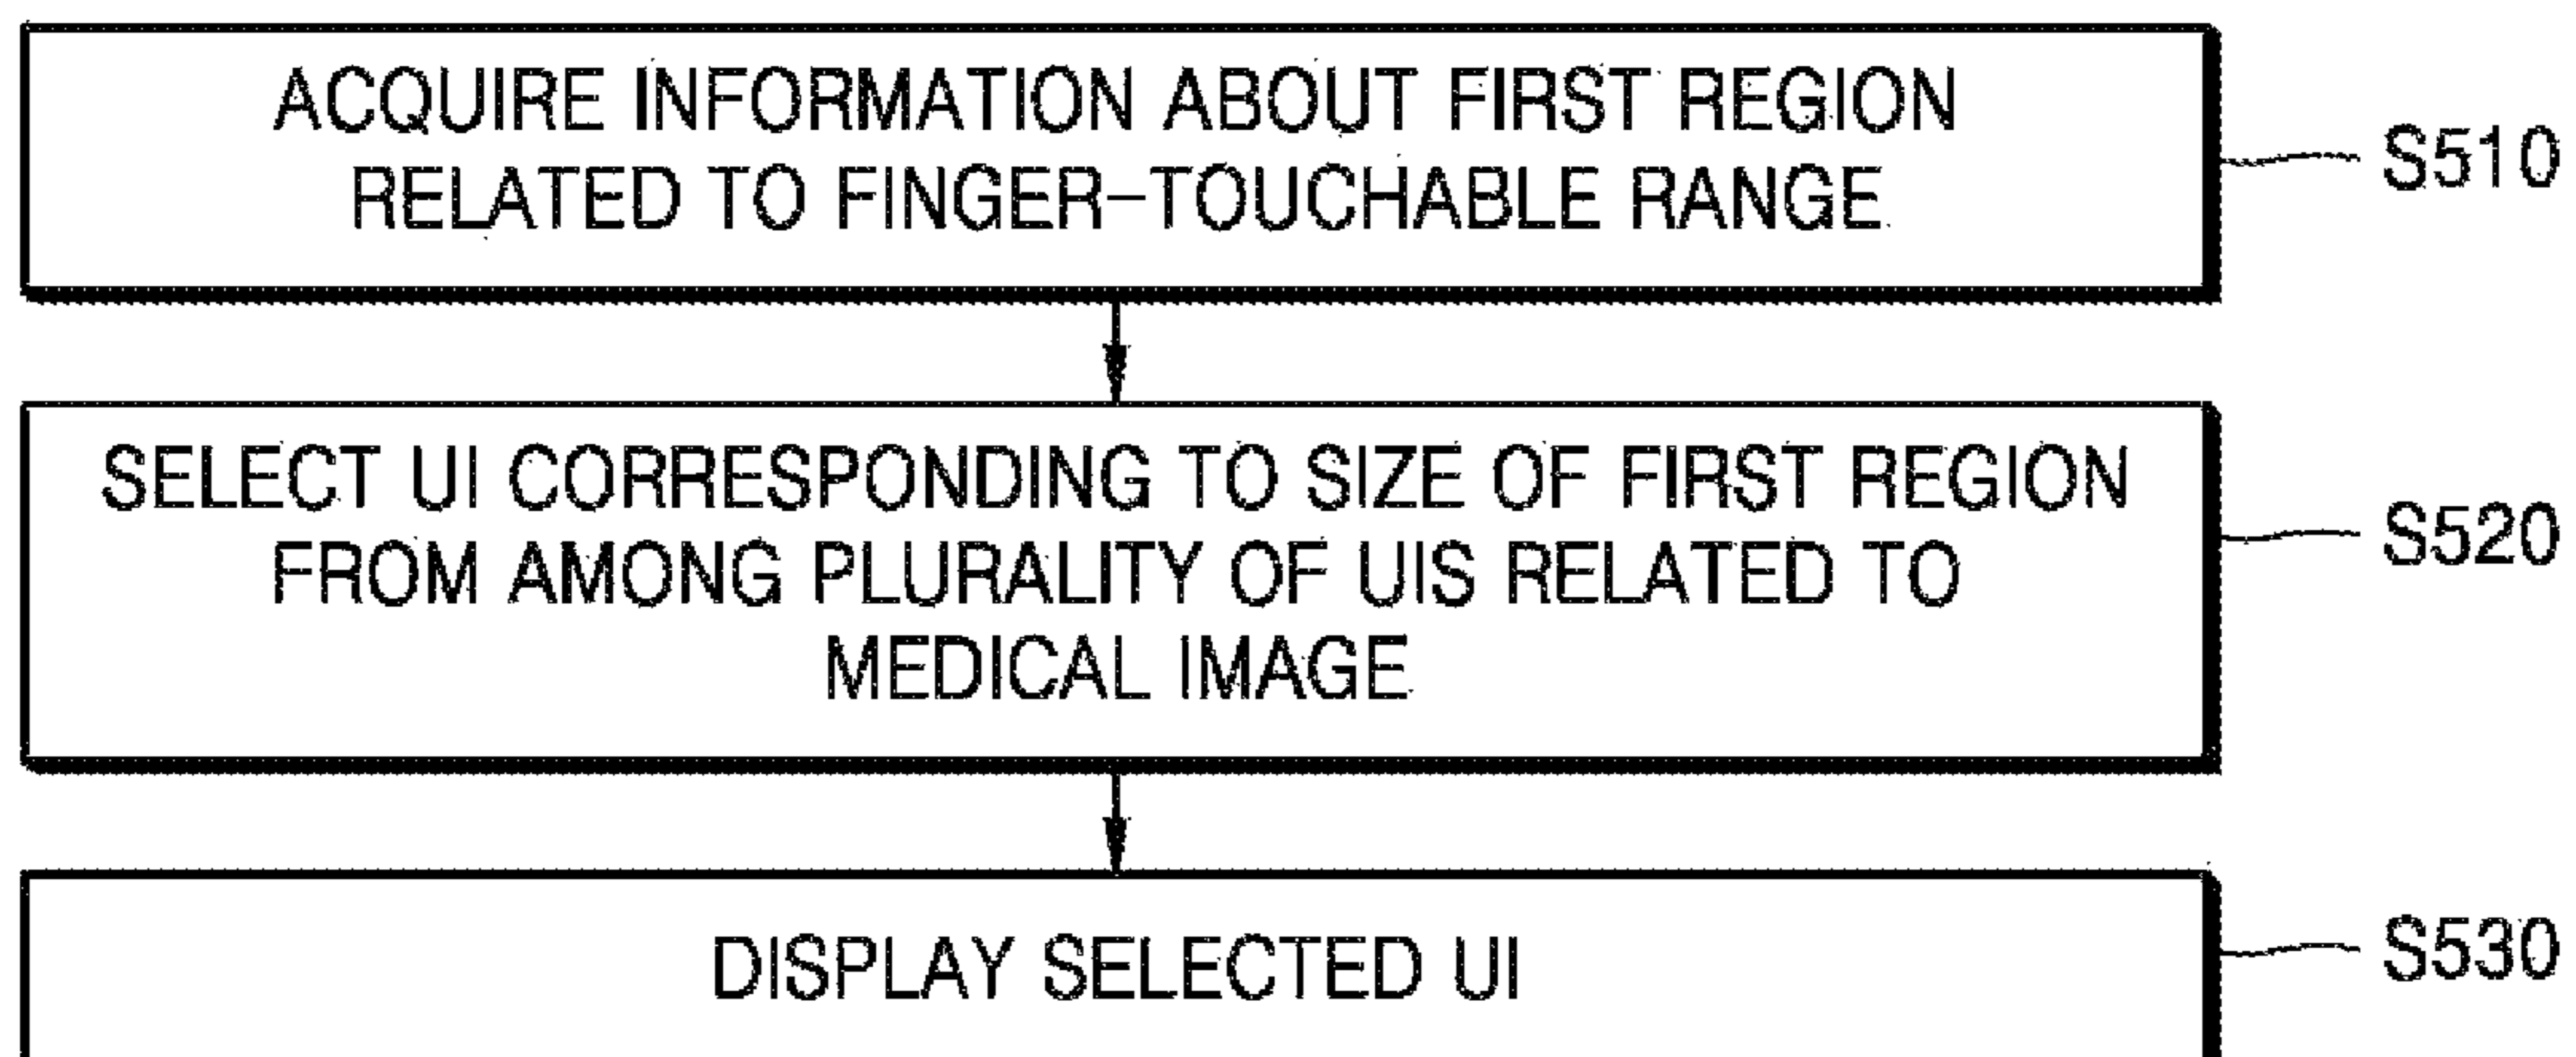 ACQUIRE INFORMATION ABOUT FIRST REGION
RELATED TO FINGER-TOUCHABLE RANGE
S510
SELECT UI CORRESPONDING TO SIZE OF FIRST REGION
FROM AMONG PLURALITY OF UIS RELATED TO
MEDICAL IMAGE
S520
DISPLAY SELECTED UI
S530